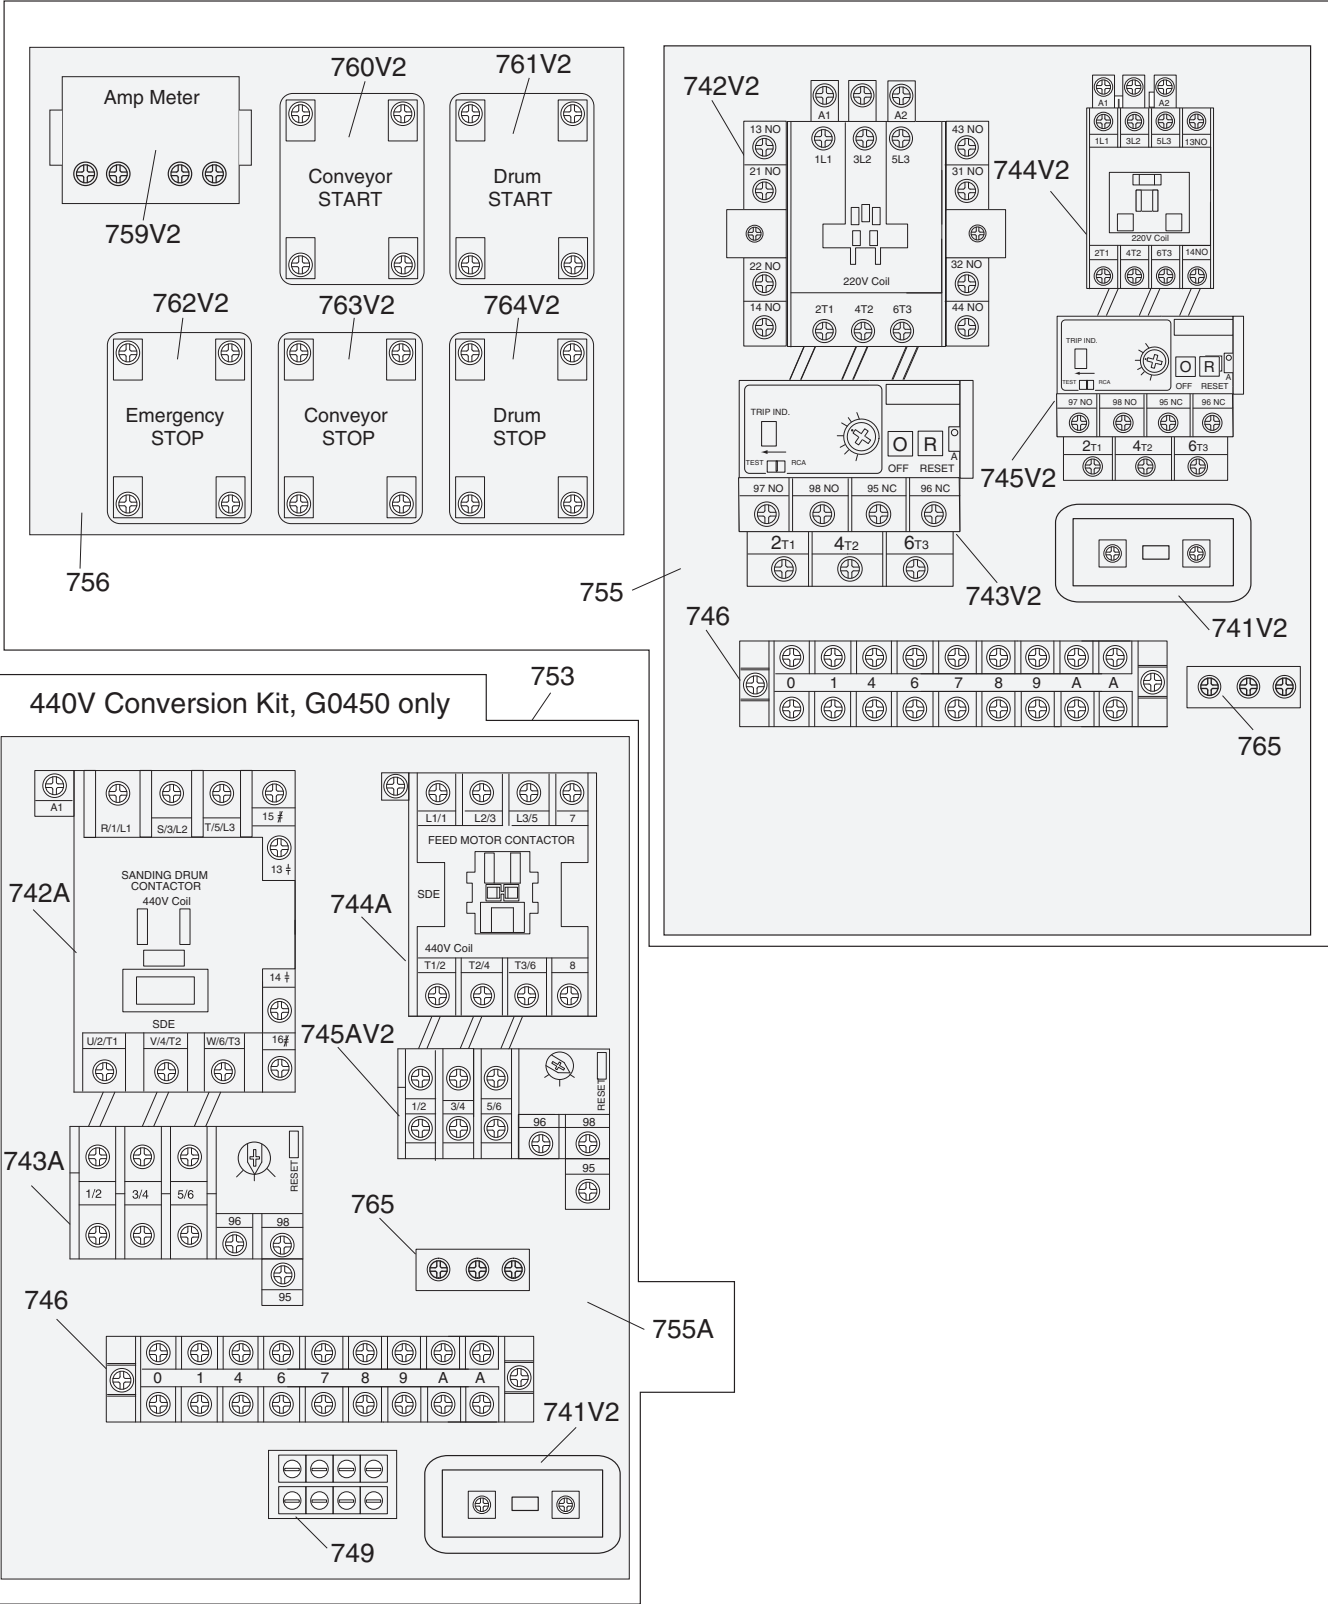 760V2
761V2
Amp Meter
Conveyor
START
Drum
START
759V2
762V2
763V2
764V2
Emergency
STOP
Conveyor
STOP
Drum
STOP
756
742V2
A1
A2
13 NO
43 NO
1L1
3L2
5L3
21 NO
31 NO
22 NO
32 NO
220V Coil
14 NO
44 NO
2T1
4T2
6T3
TRIP IND.
TEST
RCA
O
R
A
OFF
RESET
97 NO
98 NO
95 NC
96 NC
2T1
4T2
6T3
743V2
A1
A2
1L1
3L2
5L3
13NO
744V2
220V Coil
2T1
4T2
6T3
14NO
TRIP IND.
TEST
RCA
O
R
A
OFF
RESET
97 NO
98 NO
95 NC
96 NC
2T1
4T2
6T3
745V2
755
741V2
746
0 1 4 6 7 8 9 A A
765
753
440V Conversion Kit, G0450 only
A1
R/1/L1
S/3/L2
T/5/L3
15
13
SANDING DRUM
CONTACTOR
440V Coil
742A
14
SDE
U/2/T1
V/4/T2
W/6/T3
16
L1/1
L2/3
L3/5
7
FEED MOTOR CONTACTOR
SDE
744A
440V Coil
T1/2
T2/4
T3/6
8
745AV2
RESET
1/2
3/4
5/6
96
98
95
743A
RESET
1/2
3/4
5/6
96
98
95
765
746
755A
0 1 4 6 7 8 9 A A
741V2
749